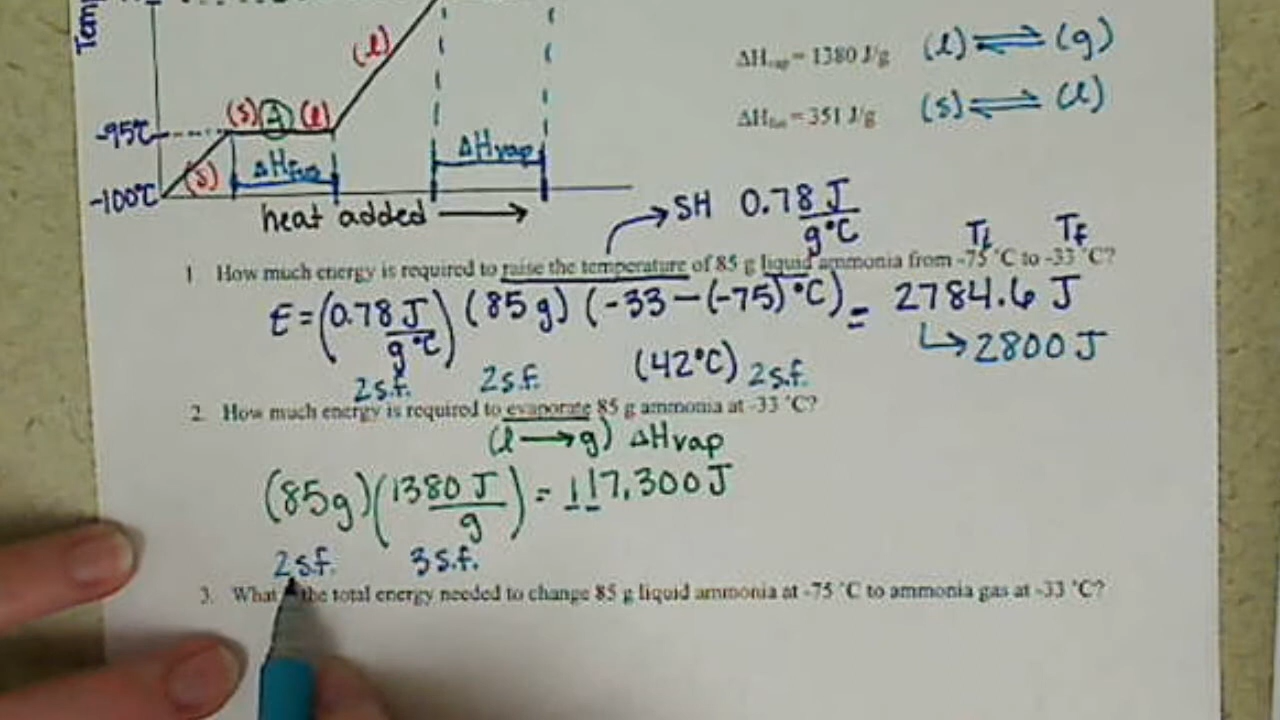 Tem
(l) ⇌ (g)
ΔHvap = 1380 J/g
(l)
(s) ⇌ (l)
ΔHfus = 351 J/g
(s) A (l)
-95°C
ΔHvap
ΔHfus
(s)
-100°C
heat added →
SH 0.78 J/g°C
Ti Tf
1. How much energy is required to raise the temperature of 85 g liquid ammonia from -75 °C to -33 °C?
E = (0.78 J/g°C) (85g) (-33-(-75)°C) = 2784.6 J
(42°C) 2 s.f. ↳ 2800 J
2 s.f. 2 s.f.
2. How much energy is required to evaporate 85 g ammonia at -33 °C?
(l → g) ΔHvap
(85g)(1380 J/g) = 117,300 J
2 s.f. 3 s.f.
3. What the total energy needed to change 85 g liquid ammonia at -75 °C to ammonia gas at -33 °C?